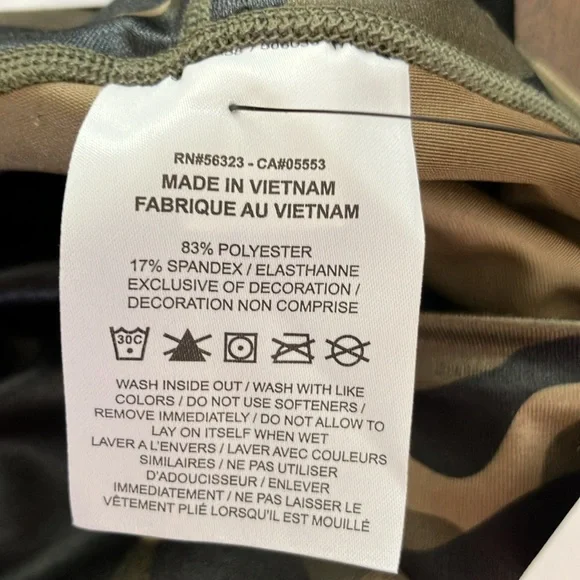 RN#56323 - CA#05553
MADE IN VIETNAM
FABRIQUE AU VIETNAM
83% POLYESTER
17% SPANDEX / ELASTHANNE
EXCLUSIVE OF DECORATION /
DECORATION NON COMPRISE
30C
WASH INSIDE OUT / WASH WITH LIKE
COLORS / DO NOT USE SOFTENERS /
REMOVE IMMEDIATELY / DO NOT ALLOW TO
LAY ON ITSELF WHEN WET
LAVER A L'ENVERS / LAVER AVEC COULEURS
SIMILAIRES / NE PAS UTILISER
D'ADOUCISSEUR / ENLEVER
IMMÉDIATEMENT / NE PAS LAISSER LE
VÊTEMENT PLIÉ LORSQU'IL EST MOUILLÉ